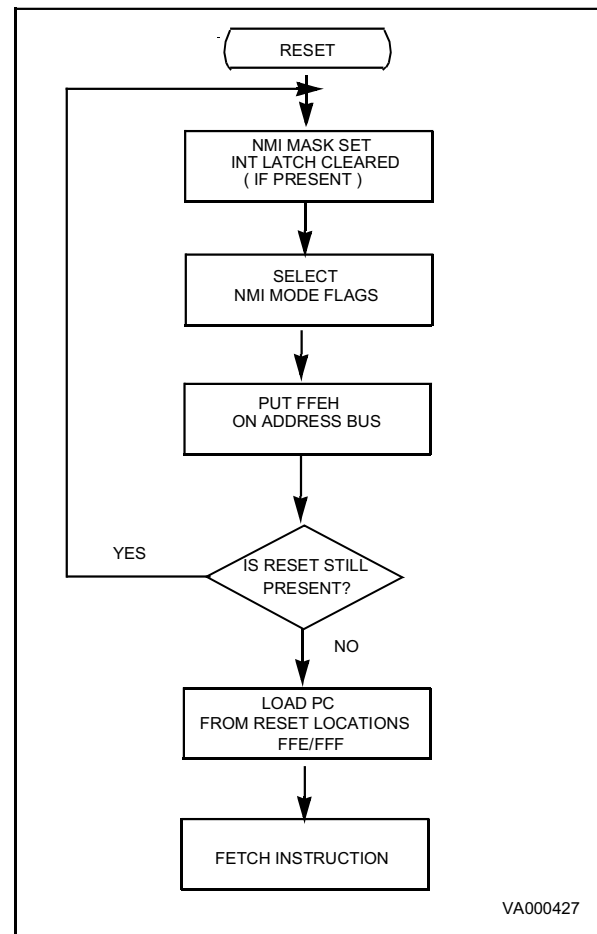 RESET
NMI MASK SET
INT LATCH CLEARED
( IF PRESENT )
SELECT
NMI MODE FLAGS
PUT FFEH
ON ADDRESS BUS
YES
IS RESET STILL
PRESENT?
NO
LOAD PC
FROM RESET LOCATIONS
FFE/FFF
FETCH INSTRUCTION
VA000427